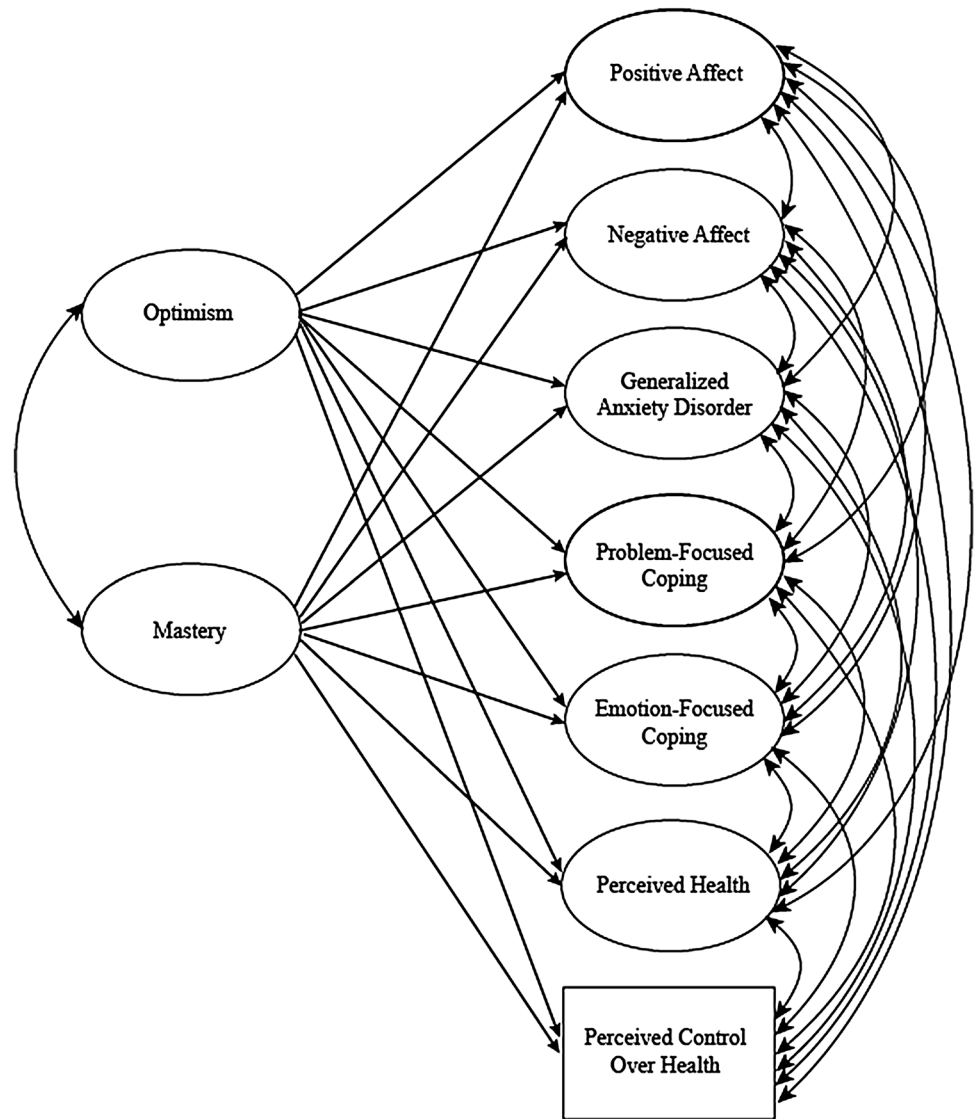 Positive Affect
Negative Affect
Optimism
Generalized
Anxiety Disorder
Problem-Focused
Coping
Mastery
Emotion-Focused
Coping
Perceived Health
Perceived Control
Over Health